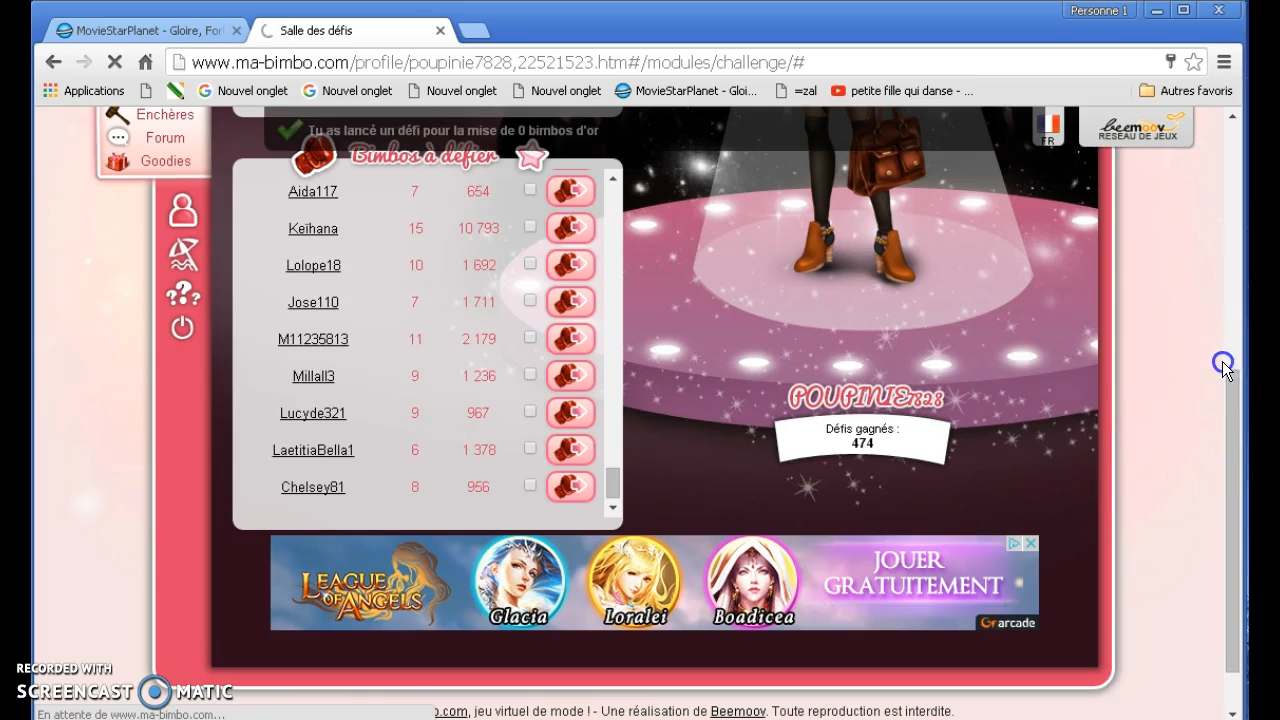 Personne 1
MovieStarPlanet - Gloire, For
Salle des défis
www.ma-bimbo.com/profile/poupinie7828,22521523.htm#/modules/challenge/#
Applications
Nouvel onglet
Nouvel onglet
Nouvel onglet
Nouvel onglet
MovieStarPlanet - Glo...
=zal
petite fille qui danse - ...
Autres favoris
Enchères
Forum
Goodies
Tu as lancé un défi pour la mise de 0 bimbos d'or
FR
beemoov
RESEAU DE JEUX
Bimbos à défier
Aida117 7 654
Keïhana 15 10 793
Lolope18 10 1 692
Jose110 7 1 711
M11235813 11 2 179
Millall3 9 1 236
Lucyde321 9 967
LaetitiaBella1 6 1 378
Chelsey81 8 956
POUPINIE7828
Défis gagnés :
474
LEAGUE
OF ANGELS
Glacia
Loralei
Boadicea
JOUER
GRATUITEMENT
arcade
RECORDED WITH
SCREENCAST MATIC
En attente de www.ma-bimbo.com...
o.com, jeu virtuel de mode ! - Une réalisation de Beemoov. Toute reproduction est interdite.